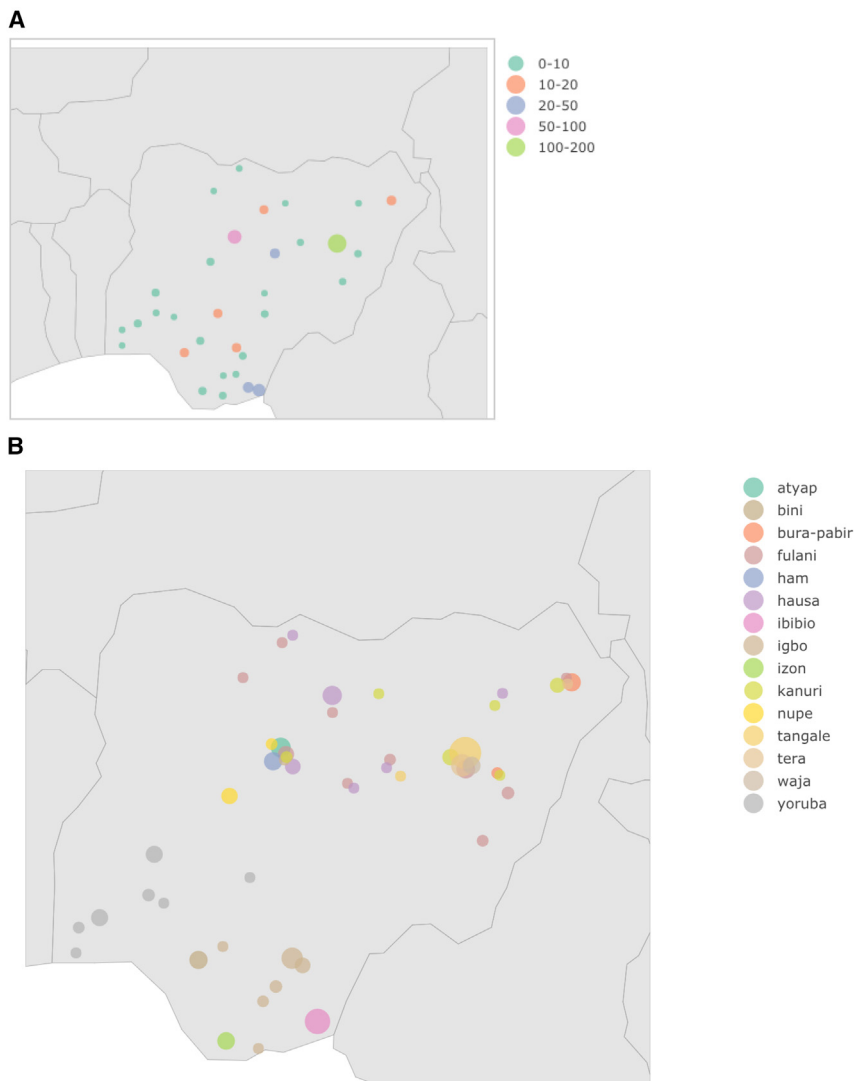 A
0-10
10-20
20-50
50-100
100-200
B
atyap
bini
bura-pabir
fulani
ham
hausa
ibibio
igbo
izon
kanuri
nupe
tangale
tera
waja
yoruba